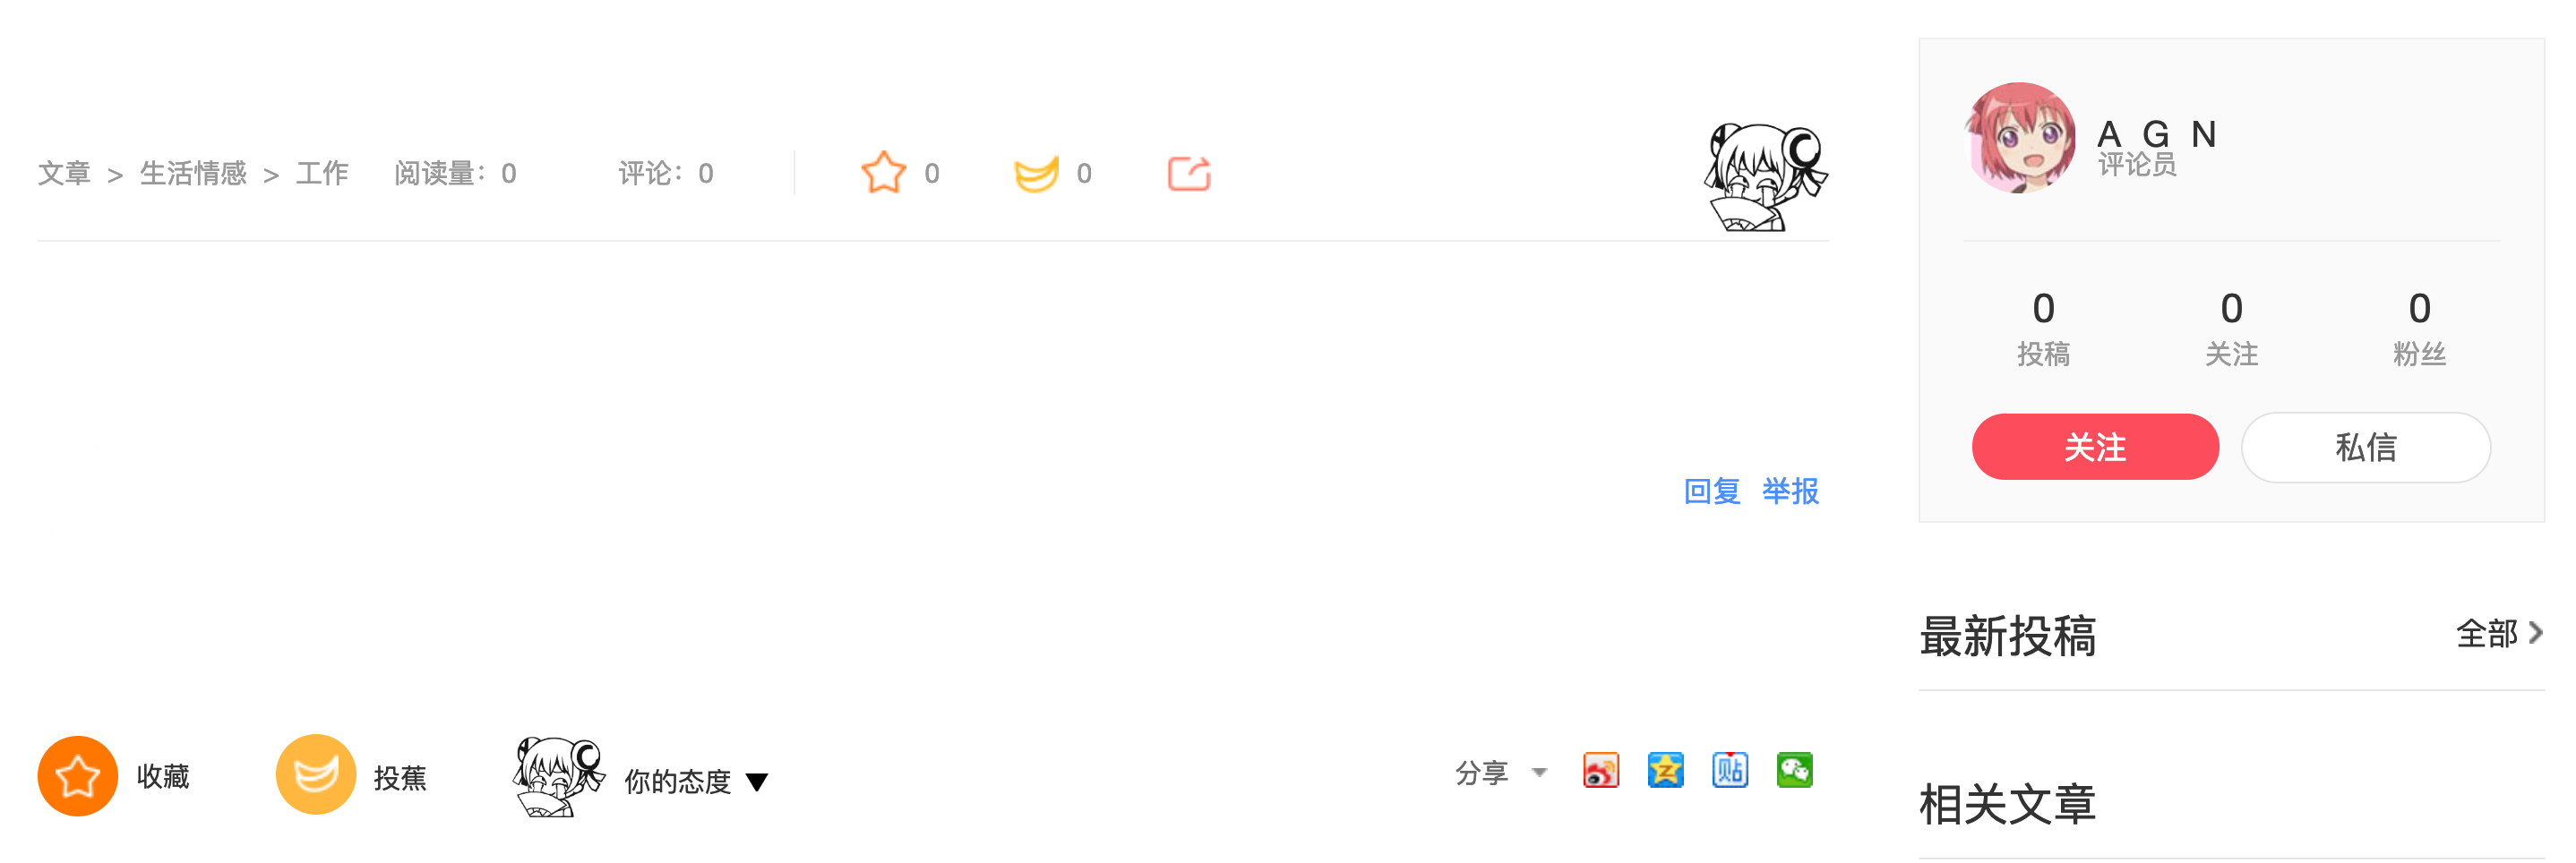 文章 > 生活情感 > 工作 阅读量：0 评论：0 0 0
回复 举报
收藏 投蕉 你的态度 ▼ 分享 贴
A G N
评论员
0 0 0
投稿 关注 粉丝
关注 私信
最新投稿 全部 >
相关文章